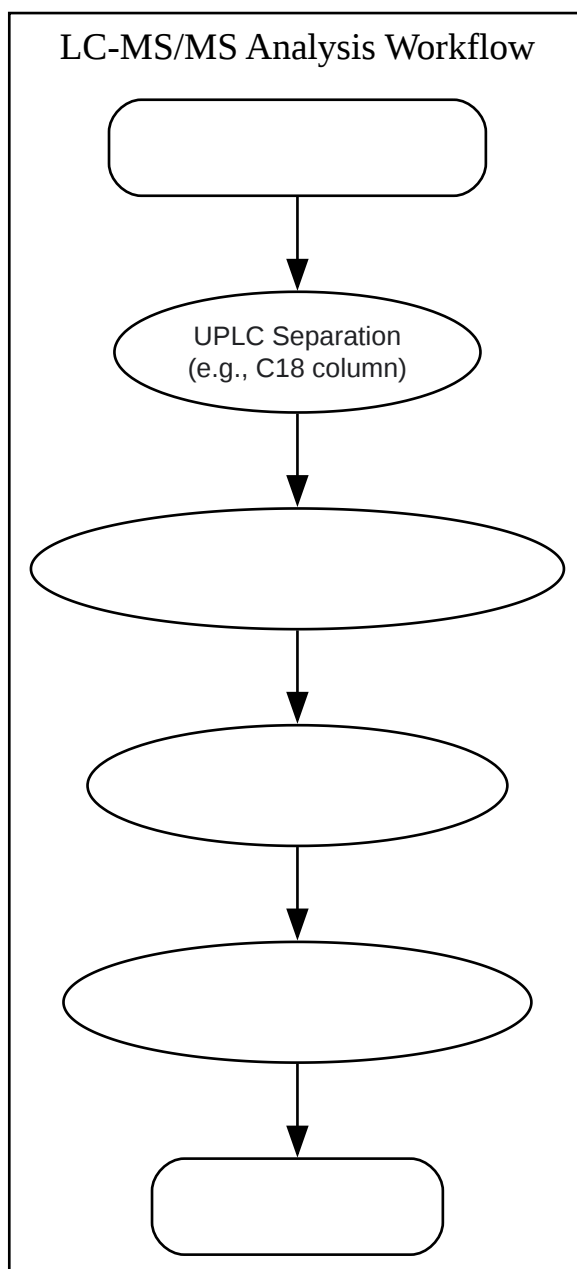 LC-MS/MS Analysis Workflow
UPLC Separation
(e.g., C18 column)